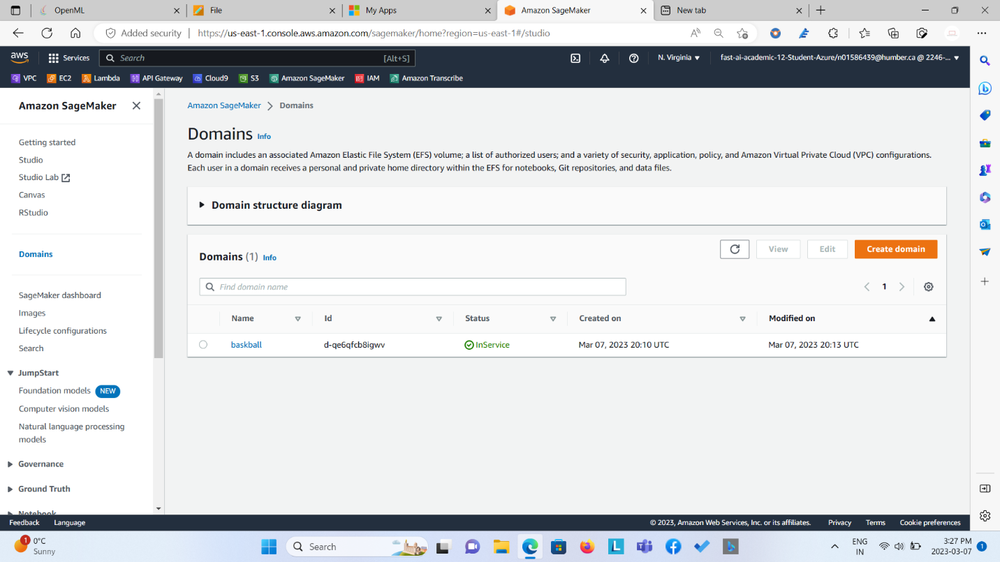 OpenML
File
My Apps
Amazon SageMaker
New tab
Added security
https://us-east-1.console.aws.amazon.com/sagemaker/home?region=us-east-1#/studio
aws
Services
Search
[Alt+S]
N. Virginia
fast-ai-academic-12-Student-Azure/n01586439@humber.ca @ 2246-...
VPC
EC2
Lambda
API Gateway
Cloud9
S3
Amazon SageMaker
IAM
Amazon Transcribe
Amazon SageMaker
Getting started
Studio
Studio Lab
Canvas
RStudio
Domains
SageMaker dashboard
Images
Lifecycle configurations
Search
JumpStart
Foundation models NEW
Computer vision models
Natural language processing
models
Governance
Ground Truth
Notebook
Amazon SageMaker
Domains
Domains Info
A domain includes an associated Amazon Elastic File System (EFS) volume; a list of authorized users; and a variety of security, application, policy, and Amazon Virtual Private Cloud (VPC) configurations.
Each user in a domain receives a personal and private home directory within the EFS for notebooks, Git repositories, and data files.
Domain structure diagram
Domains (1) Info
View
Edit
Create domain
Find domain name
1
Name
Id
Status
Created on
Modified on
baskball
d-qe6qfcb8igwv
InService
Mar 07, 2023 20:10 UTC
Mar 07, 2023 20:13 UTC
Feedback
Language
© 2023, Amazon Web Services, Inc. or its affiliates.
Privacy
Terms
Cookie preferences
1
0°C
Sunny
Search
ENG
IN
3:27 PM
2023-03-07
1